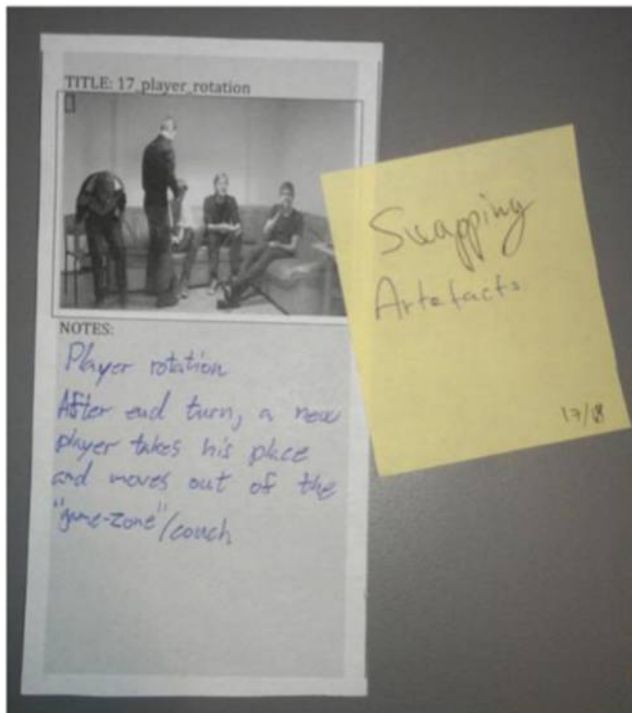 TITLE: 17_player_rotation
NOTES:
Player rotation
After end turn, a new
player takes his place
and moves out of the
"game-zone"/couch
Swapping
Artefacts
17/18